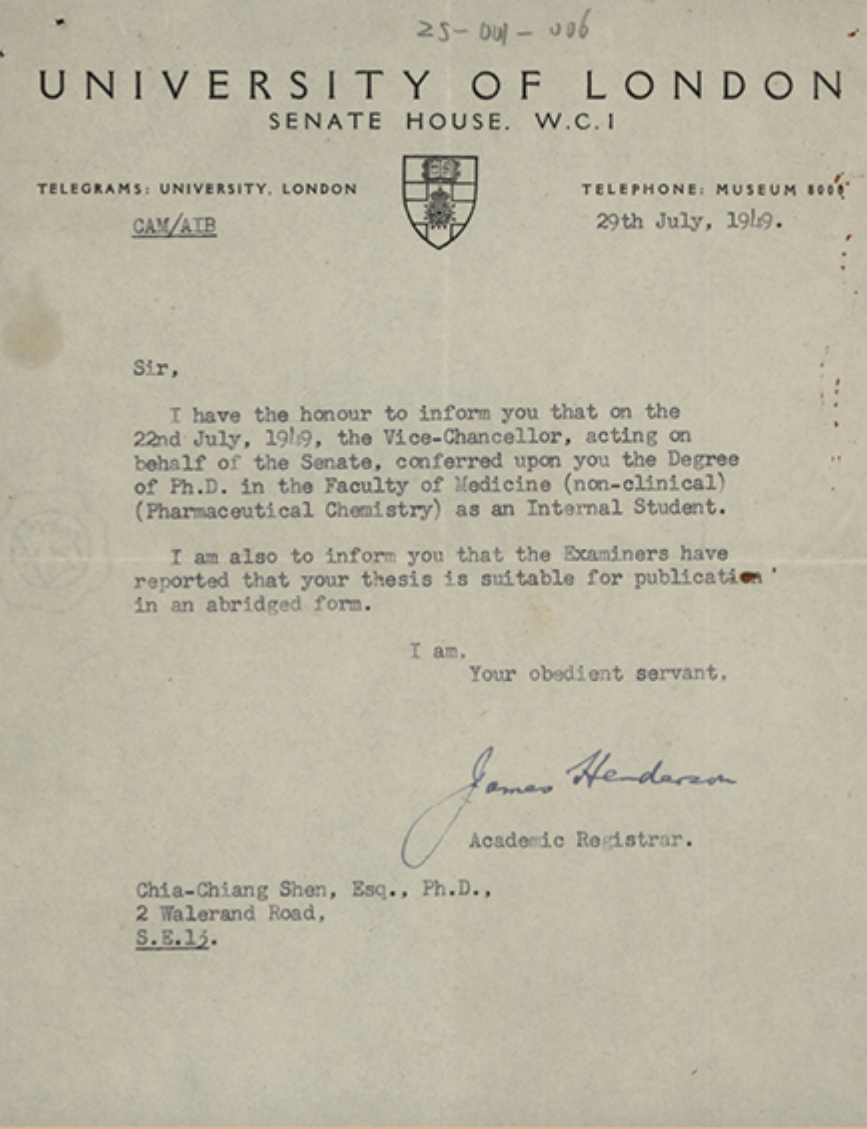 25-001-006
UNIVERSITY OF LONDON
SENATE HOUSE. W.C.1
TELEGRAMS: UNIVERSITY, LONDON
TELEPHONE: MUSEUM 8000
CAM/AIB
29th July, 1949.
Sir,
I have the honour to inform you that on the
22nd July, 1949, the Vice-Chancellor, acting on
behalf of the Senate, conferred upon you the Degree
of Ph.D. in the Faculty of Medicine (non-clinical)
(Pharmaceutical Chemistry) as an Internal Student.
I am also to inform you that the Examiners have
reported that your thesis is suitable for publication
in an abridged form.
I am,
Your obedient servant,
James Henderson
Academic Registrar.
Chia-Chiang Shen, Esq., Ph.D.,
2 Walerand Road,
S.E.13.